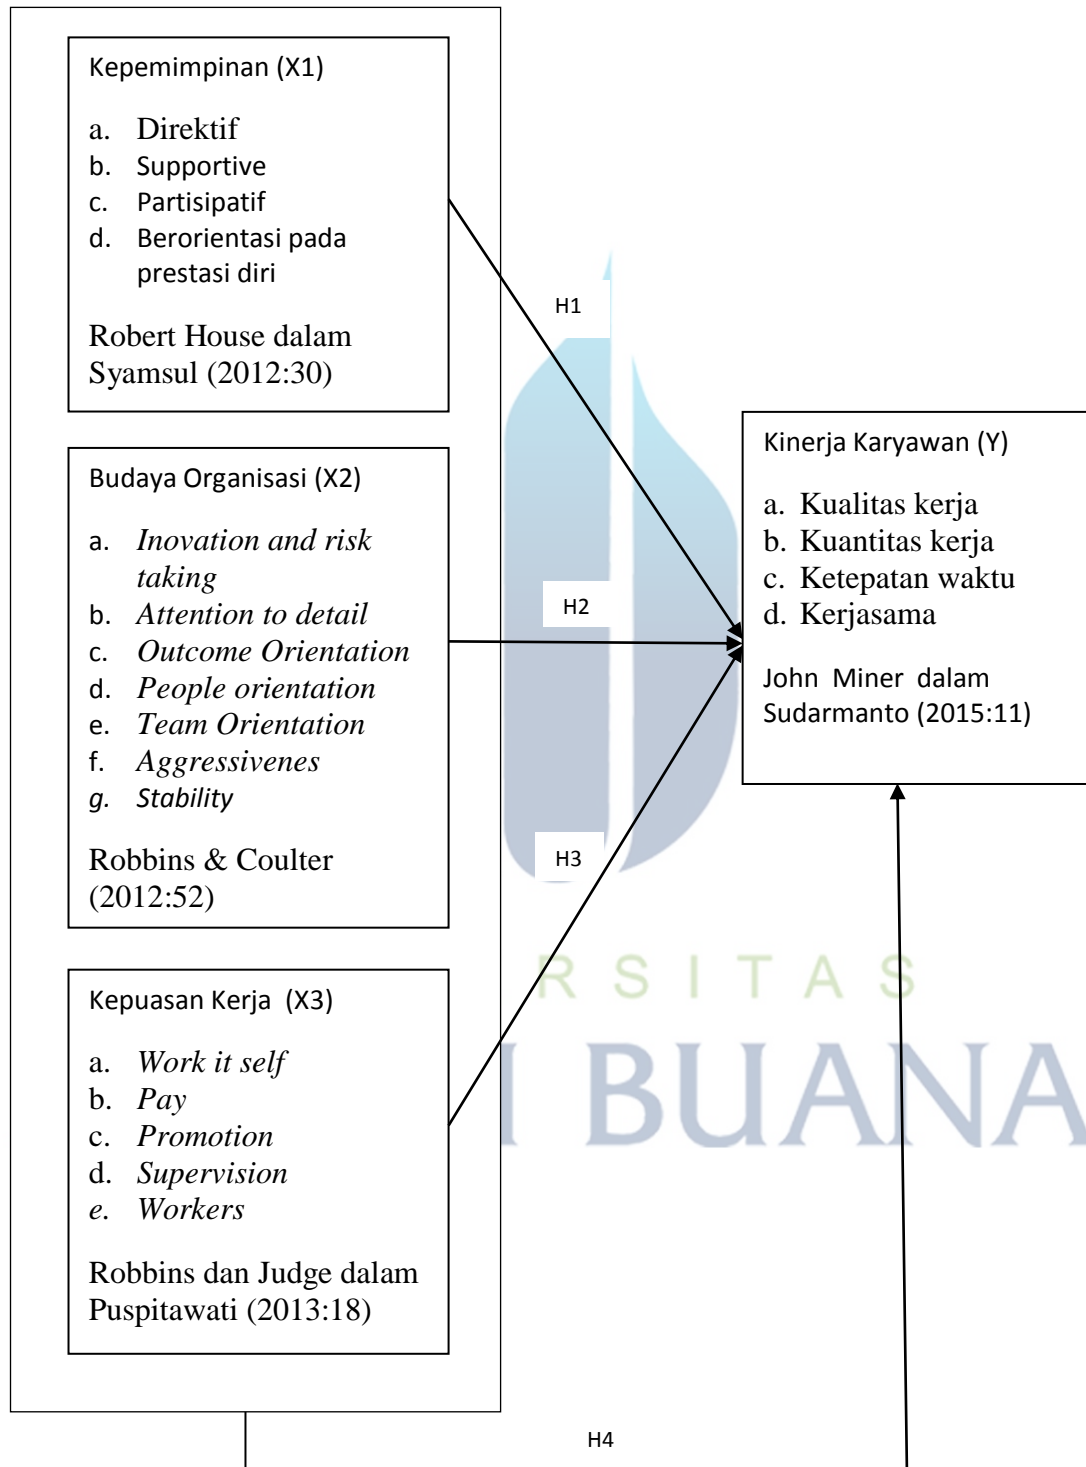 Kepemimpinan (X1)
a. Direktif
b. Supportive
c. Partisipatif
d. Berorientasi pada
prestasi diri
Robert House dalam
Syamsul (2012:30)
H1
Budaya Organisasi (X2)
a. Inovation and risk
taking
b. Attention to detail
c. Outcome Orientation
d. People orientation
e. Team Orientation
f. Aggressivenes
g. Stability
Robbins & Coulter
(2012:52)
H2
Kinerja Karyawan (Y)
a. Kualitas kerja
b. Kuantitas kerja
c. Ketepatan waktu
d. Kerjasama
John Miner dalam
Sudarmanto (2015:11)
H3
Kepuasan Kerja (X3)
a. Work it self
b. Pay
c. Promotion
d. Supervision
e. Workers
Robbins dan Judge dalam
Puspitawati (2013:18)
RSITAS
BUANA
H4